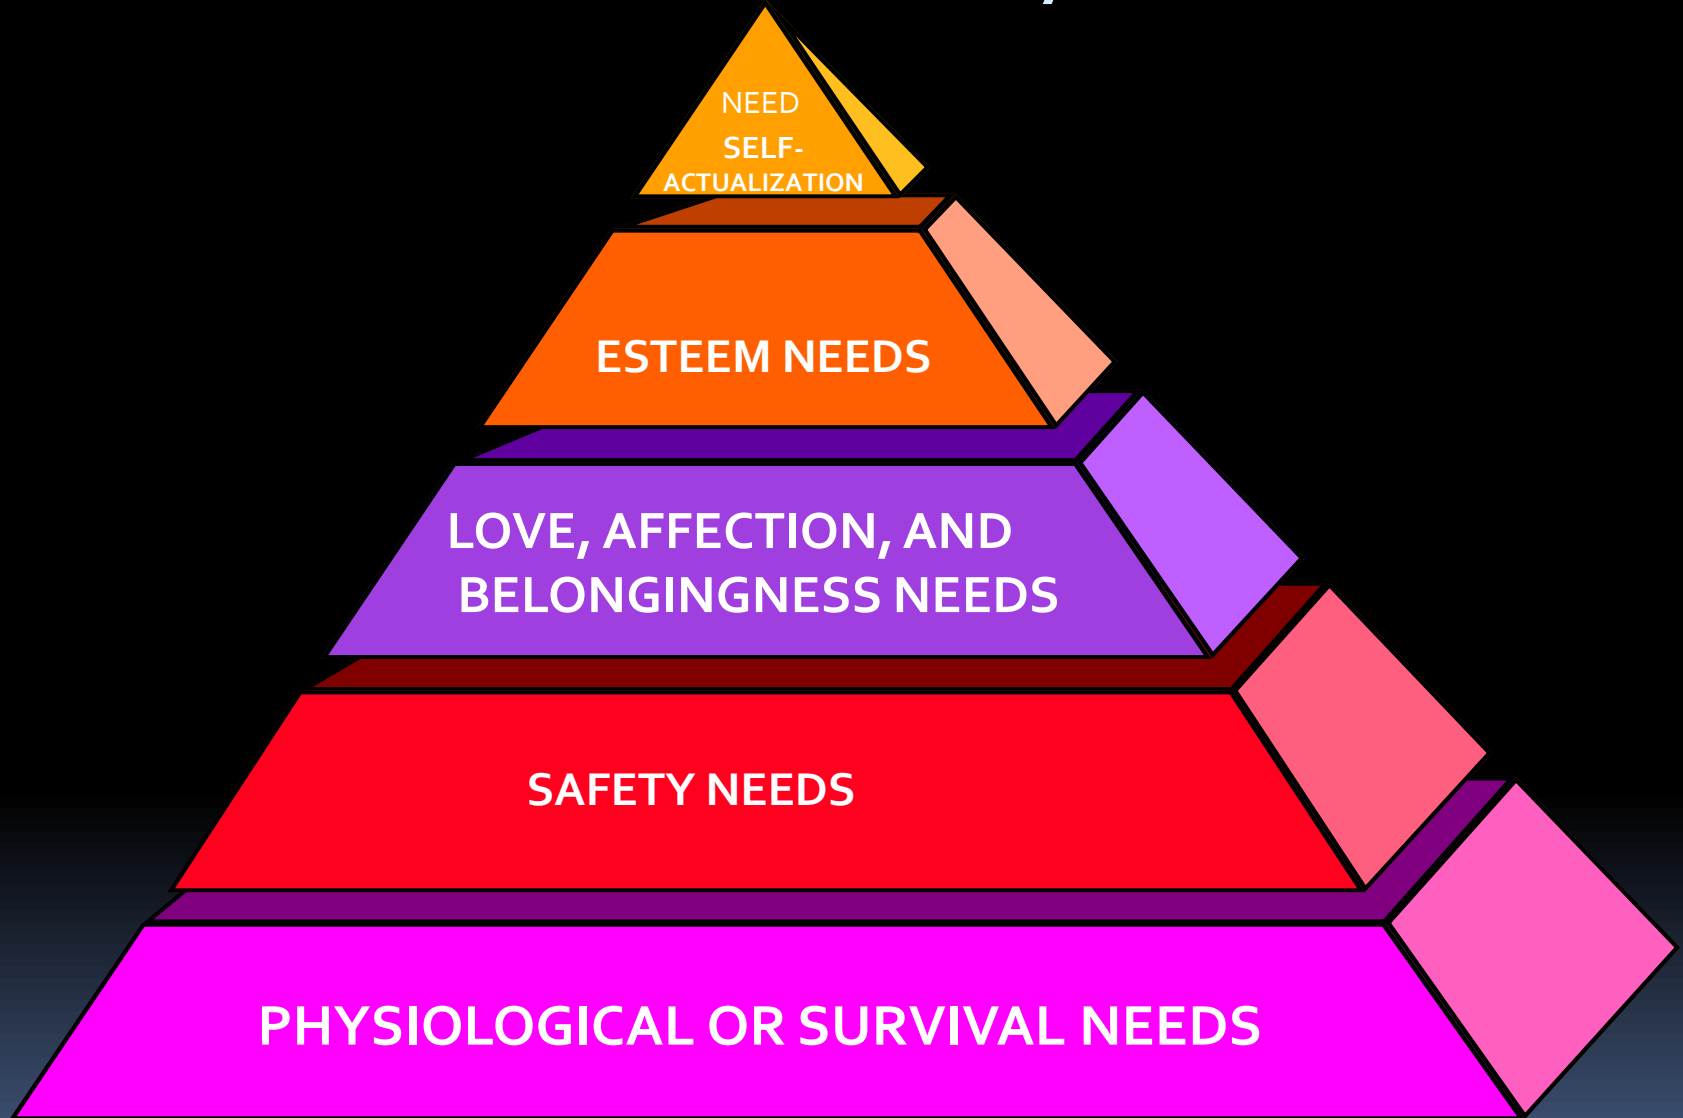 NEED
SELF-
ACTUALIZATION
ESTEEM NEEDS
LOVE, AFFECTION, AND
BELONGINGNESS NEEDS
SAFETY NEEDS
PHYSIOLOGICAL OR SURVIVAL NEEDS